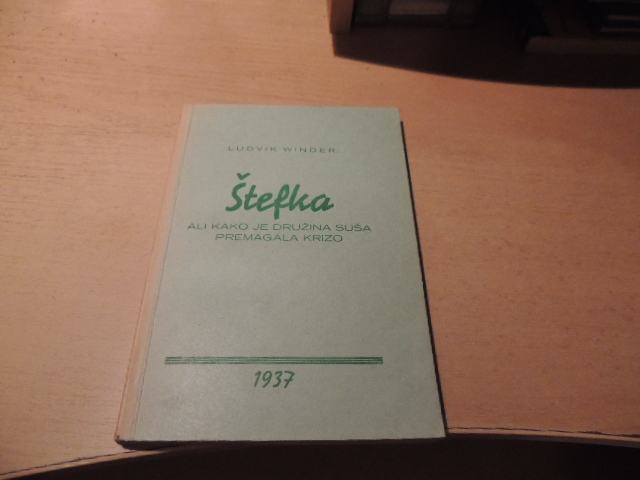 LUDVIK WINDER:
Štefka
ALI KAKO JE DRUŽINA SUŠA
PREMAGALA KRIZO
1937